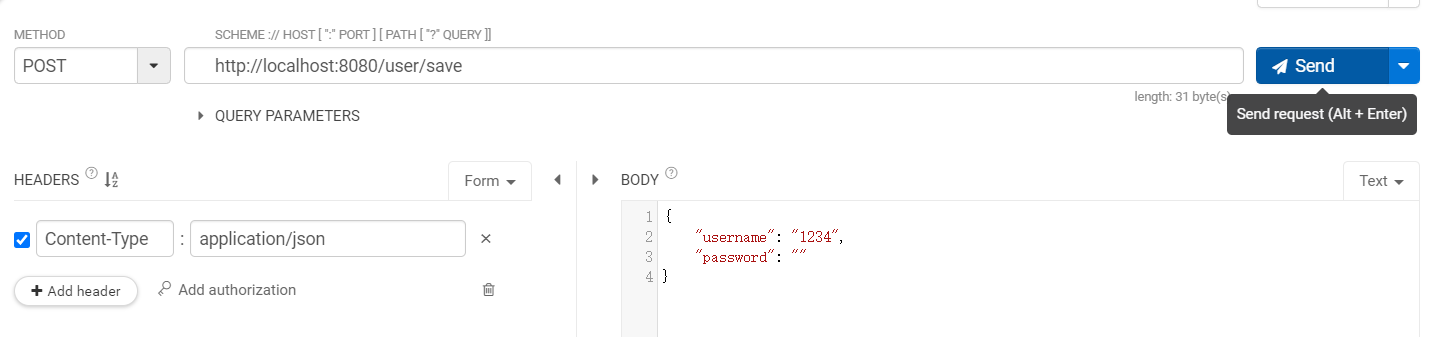 METHOD
SCHEME :// HOST [ ":" PORT ] [ PATH [ "?" QUERY ]]
POST
http://localhost:8080/user/save
Send
length: 31 byte(s)
Send request (Alt + Enter)
QUERY PARAMETERS
HEADERS ? A Z
Form
BODY ?
Text
Content-Type : application/json
Add header
Add authorization
1 {
2 "username": "1234",
3 "password": ""
4 }